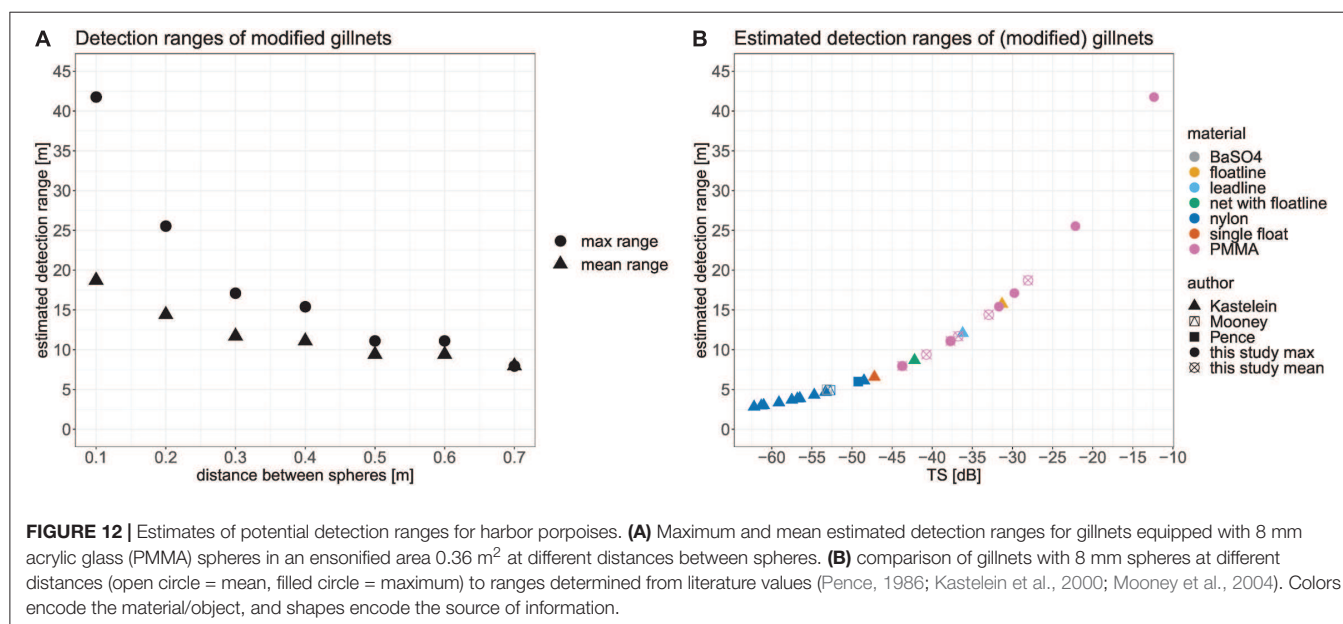 A Detection ranges of modified gillnets
45
40
35
30
25
20
15
10
5
0
estimated detection range [m]
0.1 0.2 0.3 0.4 0.5 0.6 0.7
distance between spheres [m]
max range
mean range
B Estimated detection ranges of (modified) gillnets
45
40
35
30
25
20
15
10
5
0
estimated detection range [m]
−60 −55 −50 −45 −40 −35 −30 −25 −20 −15 −10
TS [dB]
material
BaSO4
floatline
leadline
net with floatline
nylon
single float
PMMA
author
Kastelein
Mooney
Pence
this study max
this study mean
FIGURE 12 | Estimates of potential detection ranges for harbor porpoises. (A) Maximum and mean estimated detection ranges for gillnets equipped with 8 mm
acrylic glass (PMMA) spheres in an ensonified area 0.36 m² at different distances between spheres. (B) comparison of gillnets with 8 mm spheres at different
distances (open circle = mean, filled circle = maximum) to ranges determined from literature values (Pence, 1986; Kastelein et al., 2000; Mooney et al., 2004). Colors
encode the material/object, and shapes encode the source of information.